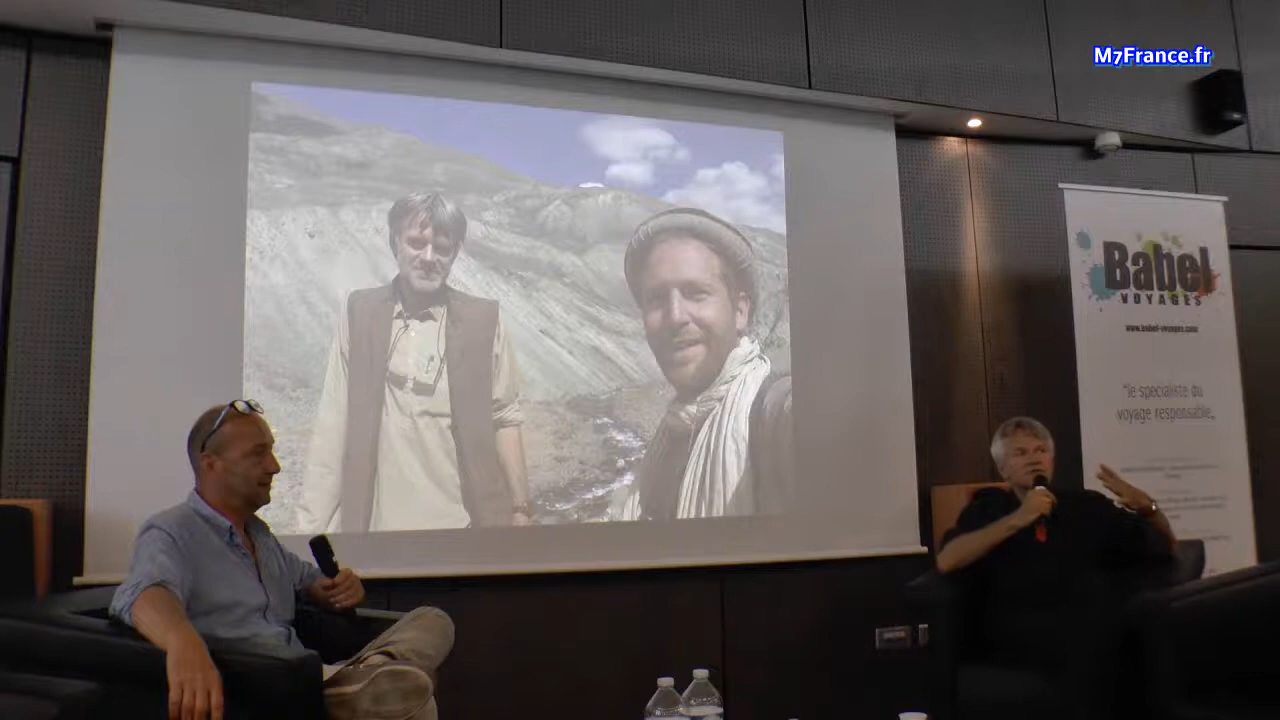 M7France.fr
Babel
VOYAGES
www.babel-voyages.com
"le spécialiste du
voyage responsable„